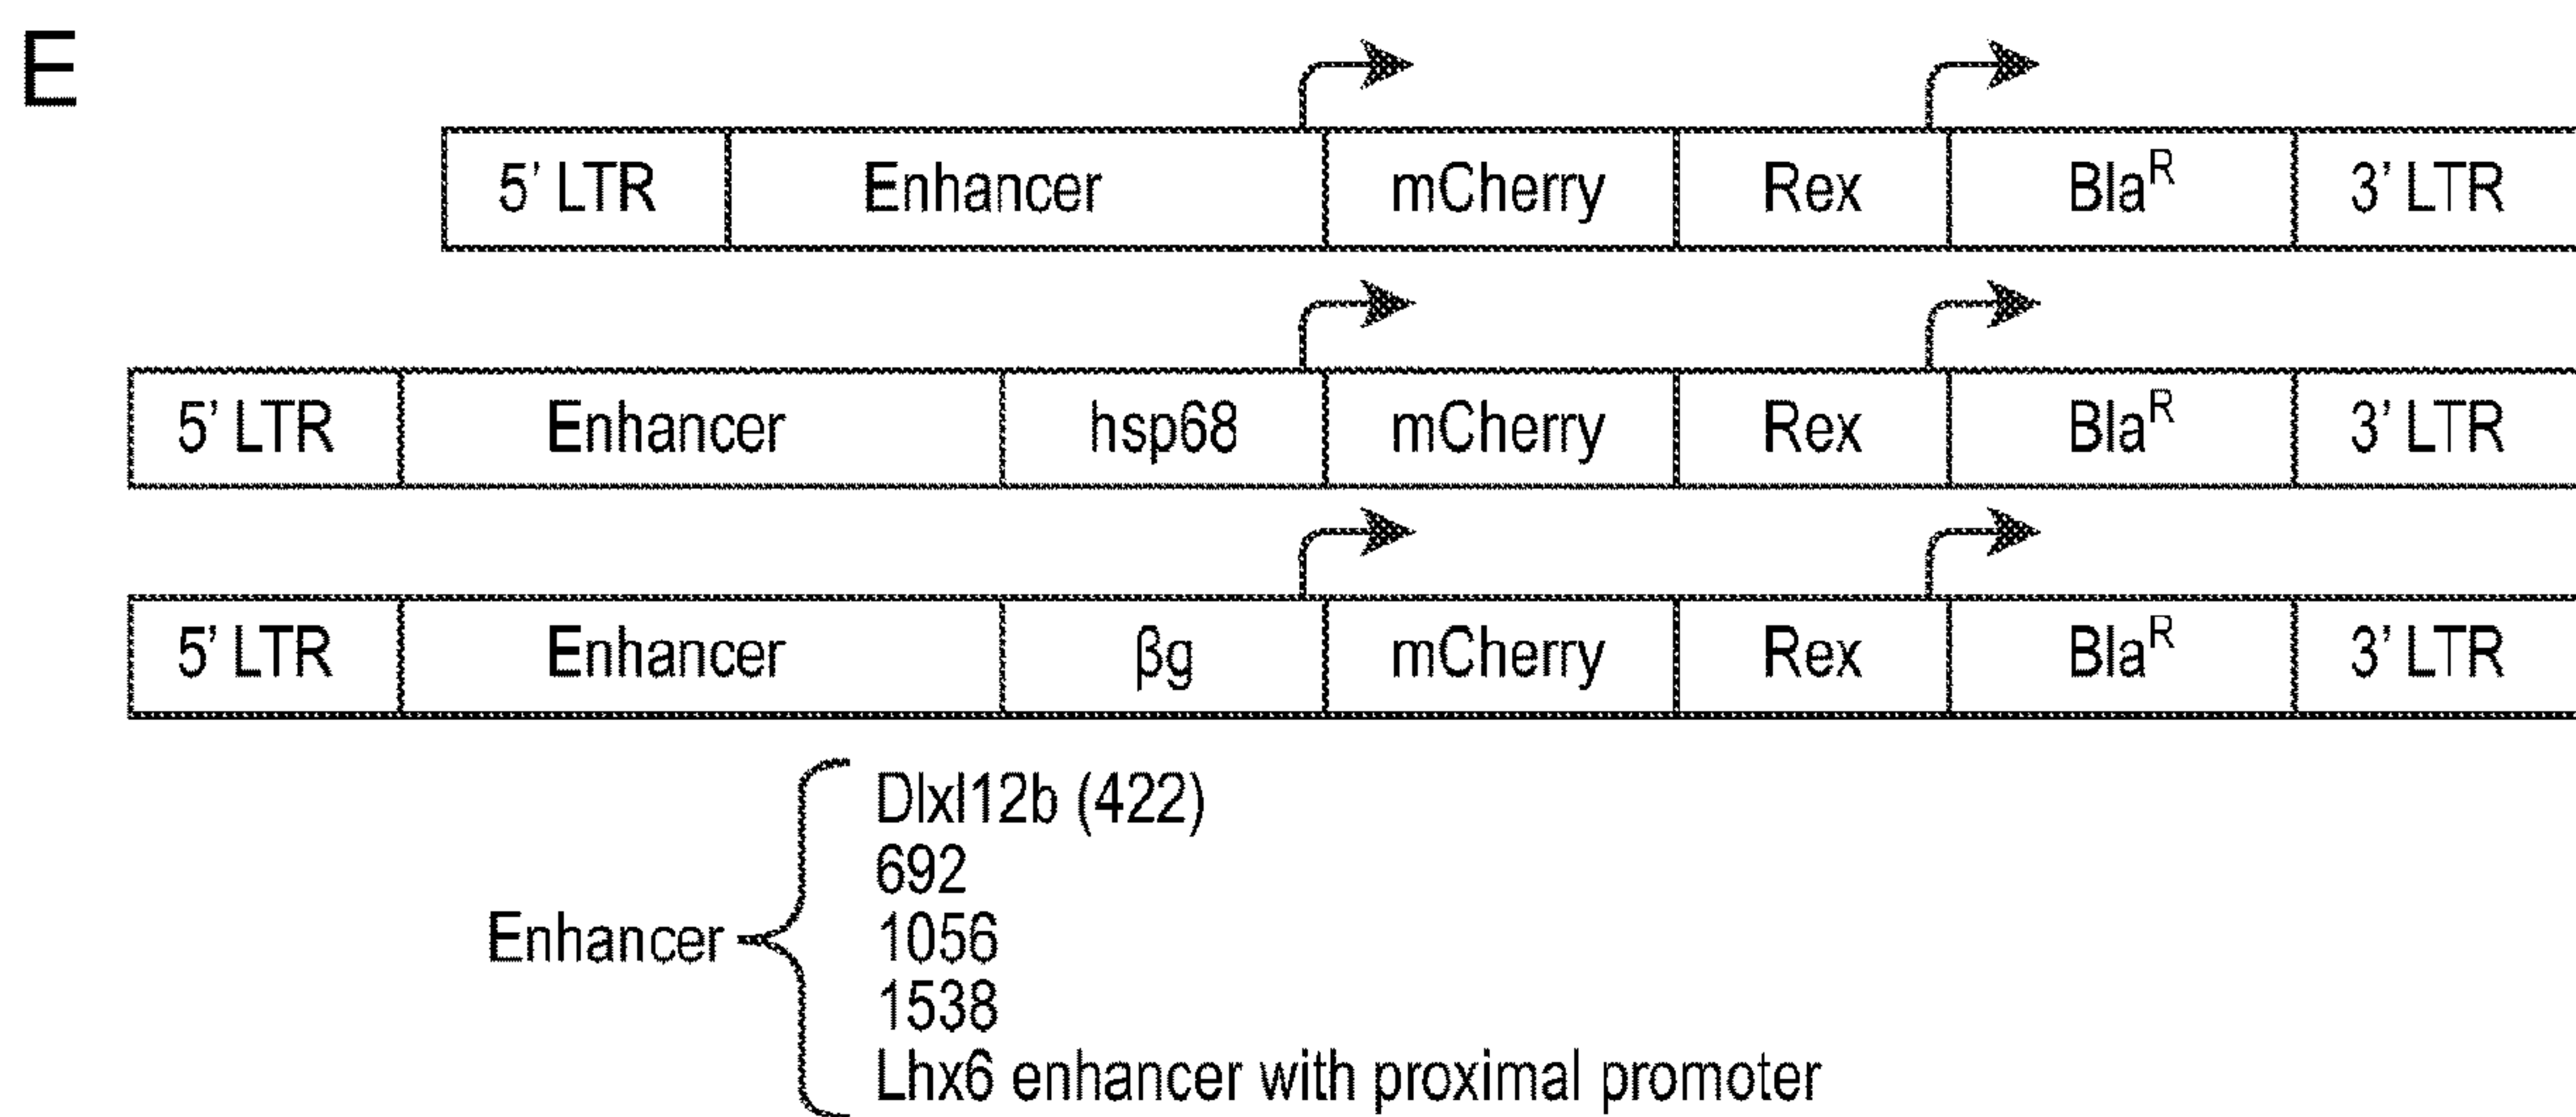 E
5' LTR Enhancer mCherry Rex Bla^R 3' LTR
5' LTR Enhancer hsp68 mCherry Rex Bla^R 3' LTR
5' LTR Enhancer βg mCherry Rex Bla^R 3' LTR
Dlxl12b (422)
692
Enhancer 1056
1538
Lhx6 enhancer with proximal promoter